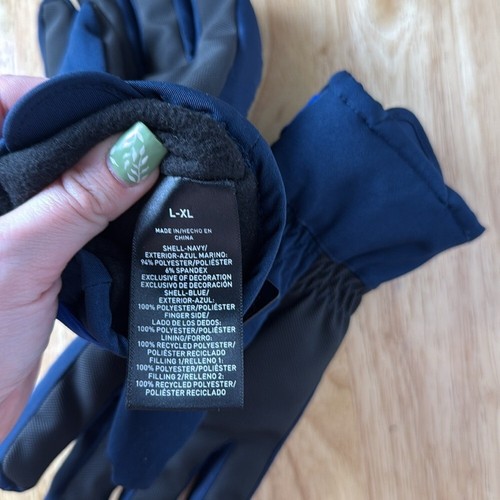 L-XL
MADE IN/HECHO EN
CHINA
SHELL-NAVY/
EXTERIOR-AZUL MARINO:
94% POLYESTER/POLIÉSTER
6% SPANDEX
EXCLUSIVE OF DECORATION
EXCLUSIVO DE DECORACIÓN
SHELL-BLUE/
EXTERIOR-AZUL:
100% POLYESTER/POLIÉSTER
FINGER SIDE/
LADO DE LOS DEDOS:
100% POLYESTER/POLIÉSTER
LINING/FORRO:
100% RECYCLED POLYESTER/
POLIÉSTER RECICLADO
FILLING 1/RELLENO 1:
100% POLYESTER/POLIÉSTER
FILLING 2/RELLENO 2:
100% RECYCLED POLYESTER/
POLIÉSTER RECICLADO